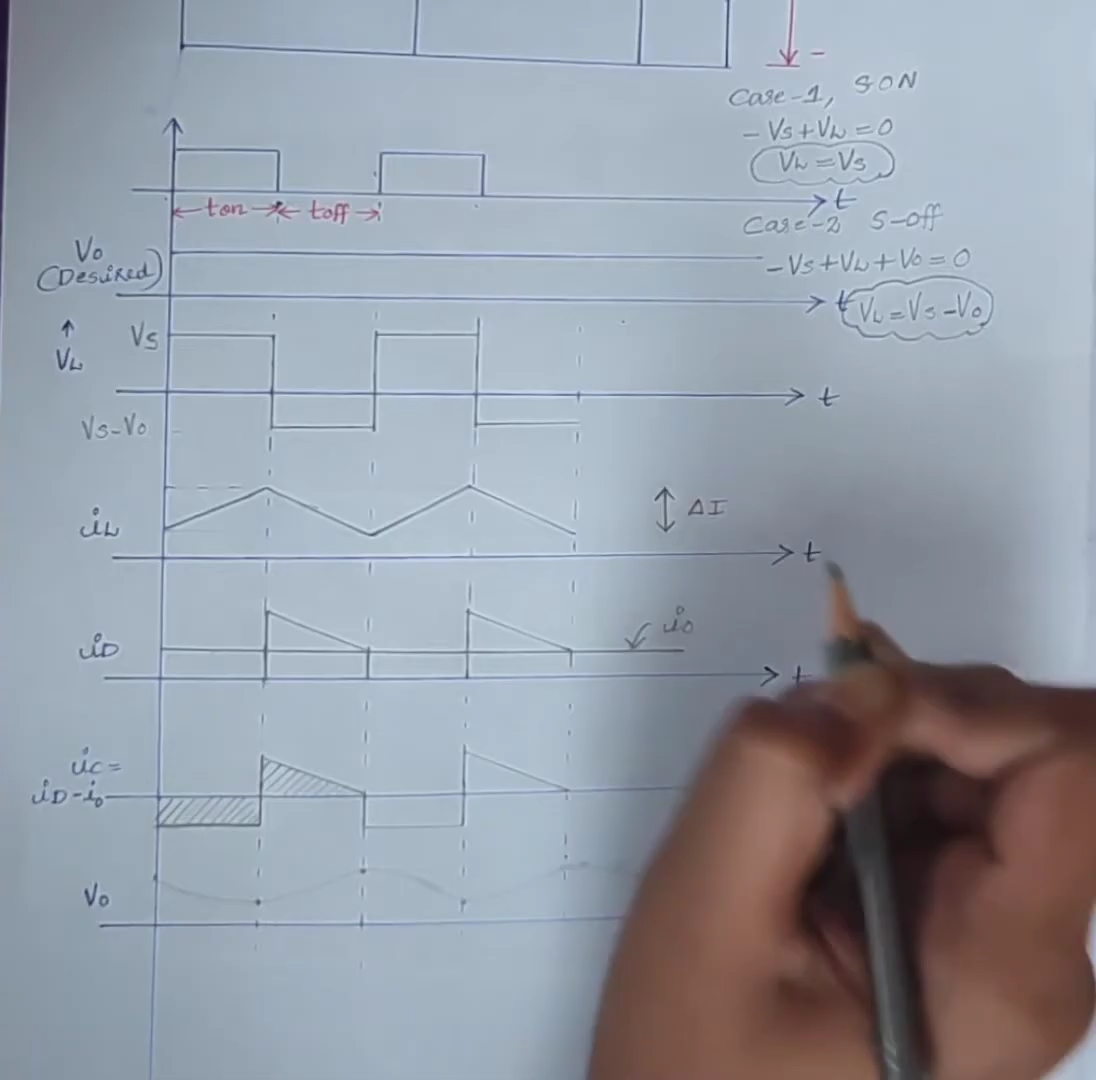 -
Case-1, SON
-Vs+VL=0
VL=Vs
t
ton toff
Case-2 S-off
Vo
(Desired)
-Vs+VL+Vo=0
t
VL=Vs-Vo
Vs
↑
VL
t
Vs-Vo
iL
ΔI
t
iD
io
t
ic=
iD-io
Vo